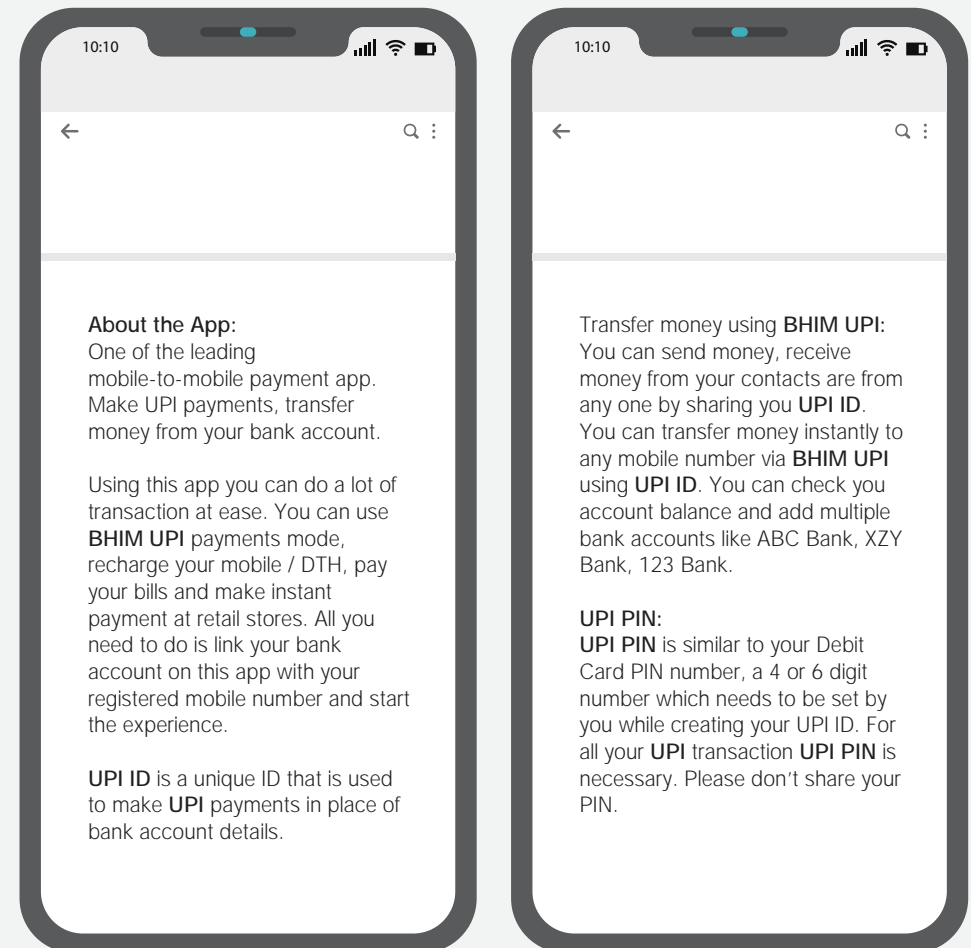 10:10
About the App:
One of the leading
mobile-to-mobile payment app.
Make UPI payments, transfer
money from your bank account.
Using this app you can do a lot of
transaction at ease. You can use
BHIM UPI payments mode,
recharge your mobile / DTH, pay
your bills and make instant
payment at retail stores. All you
need to do is link your bank
account on this app with your
registered mobile number and start
the experience.
UPI ID is a unique ID that is used
to make UPI payments in place of
bank account details.
10:10
Transfer money using BHIM UPI:
You can send money, receive
money from your contacts are from
any one by sharing you UPI ID.
You can transfer money instantly to
any mobile number via BHIM UPI
using UPI ID. You can check you
account balance and add multiple
bank accounts like ABC Bank, XZY
Bank, 123 Bank.
UPI PIN:
UPI PIN is similar to your Debit
Card PIN number, a 4 or 6 digit
number which needs to be set by
you while creating your UPI ID. For
all your UPI transaction UPI PIN is
necessary. Please don't share your
PIN.